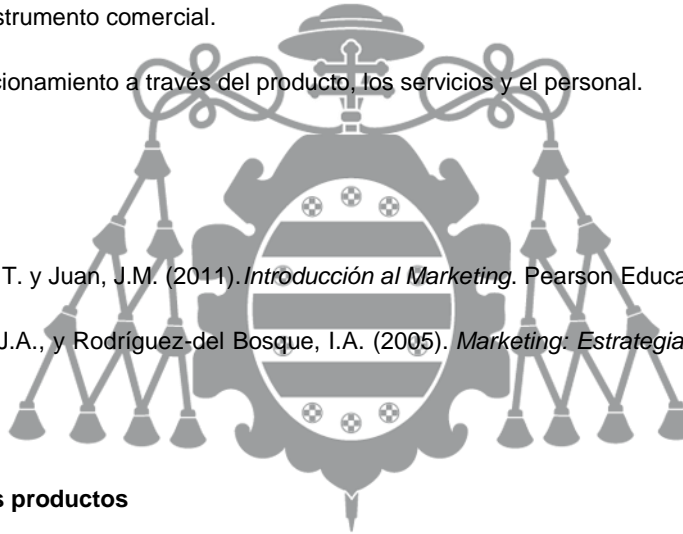 strumento comercial.
cionamiento a través del producto, los servicios y el personal.
T. y Juan, J.M. (2011). Introducción al Marketing. Pearson Educa
J.A., y Rodríguez-del Bosque, I.A. (2005). Marketing: Estrategia
s productos